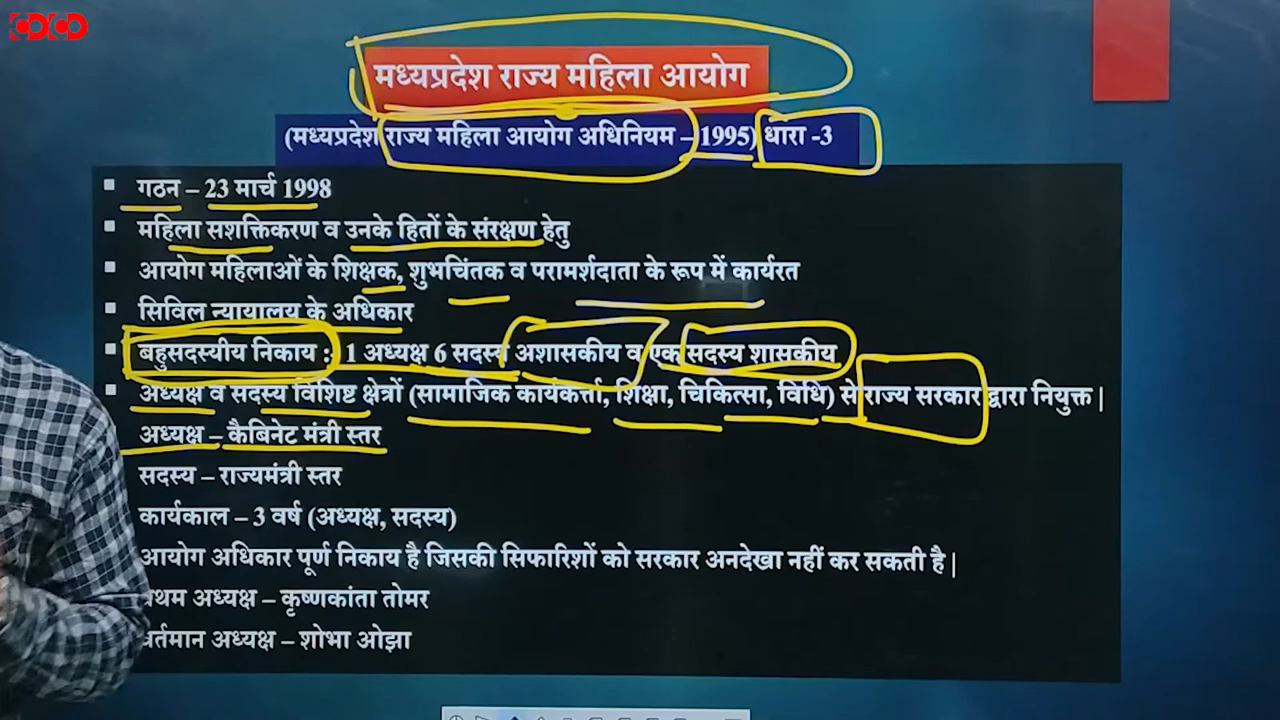 मध्यप्रदेश राज्य महिला आयोग
(मध्यप्रदेश राज्य महिला आयोग अधिनियम – 1995) धारा -3
▪ गठन – 23 मार्च 1998
▪ महिला सशक्तिकरण व उनके हितों के संरक्षण हेतु
▪ आयोग महिलाओं के शिक्षक, शुभचिंतक व परामर्शदाता के रूप में कार्यरत
▪ सिविल न्यायालय के अधिकार
▪ बहुसदस्यीय निकाय : 1 अध्यक्ष 6 सदस्य अशासकीय व एक सदस्य शासकीय
▪ अध्यक्ष व सदस्य विशिष्ट क्षेत्रों (सामाजिक कार्यकर्त्ता, शिक्षा, चिकित्सा, विधि) से राज्य सरकार द्वारा नियुक्त |
अध्यक्ष – कैबिनेट मंत्री स्तर
सदस्य – राज्यमंत्री स्तर
कार्यकाल – 3 वर्ष (अध्यक्ष, सदस्य)
आयोग अधिकार पूर्ण निकाय है जिसकी सिफारिशों को सरकार अनदेखा नहीं कर सकती है |
प्रथम अध्यक्ष – कृष्णकांता तोमर
वर्तमान अध्यक्ष – शोभा ओझा